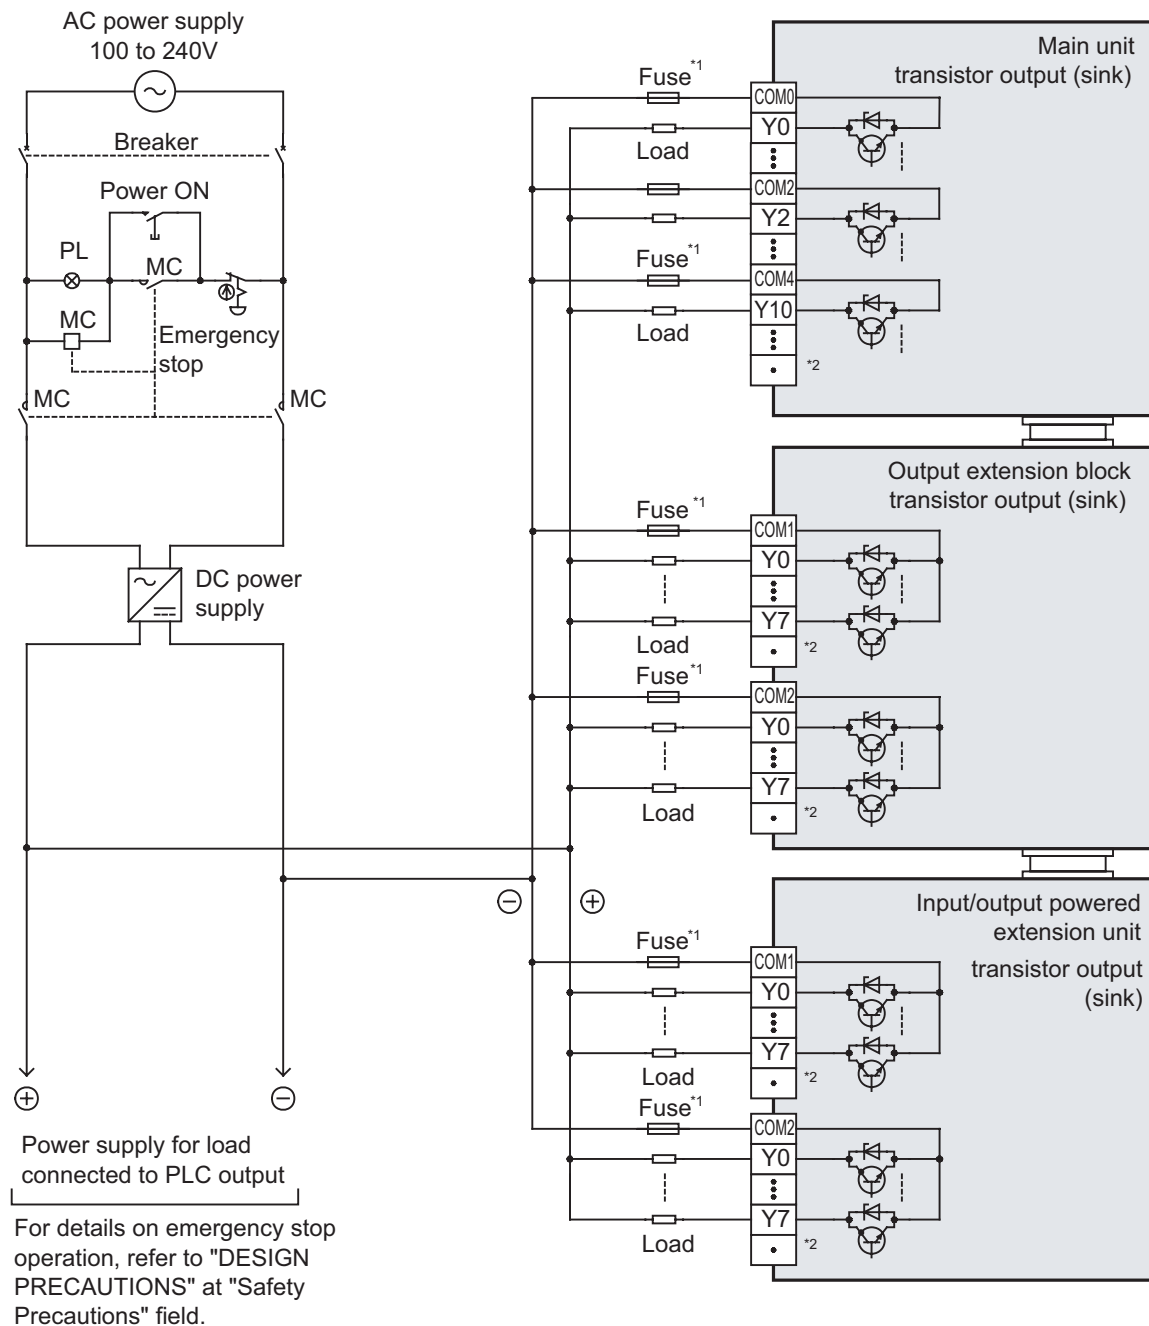 AC power supply
100 to 240V
Breaker
Power ON
PL
MC
MC
Emergency
stop
MC
MC
DC power
supply
⊕
⊖
Power supply for load
connected to PLC output
For details on emergency stop
operation, refer to "DESIGN
PRECAUTIONS" at "Safety
Precautions" field.
Main unit
transistor output (sink)
Fuse*1
COM0
Y0
Load
COM2
Y2
Fuse*1
COM4
Y10
Load
*2
Output extension block
transistor output (sink)
Fuse*1
COM1
Y0
Y7
Load
*2
Fuse*1
COM2
Y0
Y7
Load
*2
⊖ ⊕
Input/output powered
extension unit
transistor output
(sink)
Fuse*1
COM1
Y0
Y7
Load
*2
Fuse*1
COM2
Y0
Y7
Load
*2